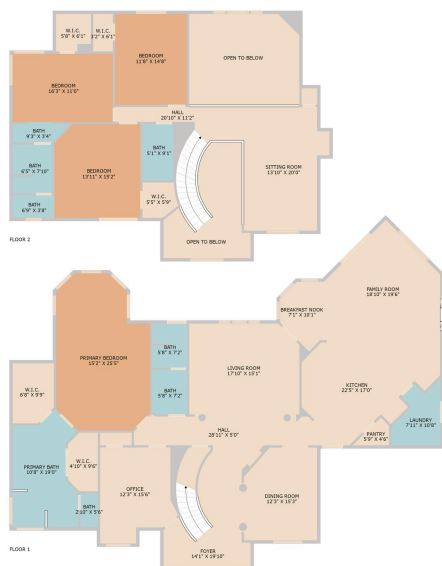 W.I.C.
5'0" X 6'1"
W.I.C.
3'2" X 6'1"
BEDROOM
11'8" X 14'8"
OPEN TO BELOW
BEDROOM
16'3" X 11'0"
HALL
20'10" X 11'2"
BATH
9'3" X 3'4"
BATH
5'1" X 9'1"
BATH
6'5" X 7'10"
BEDROOM
13'11" X 15'2"
SITTING ROOM
13'10" X 20'0"
W.I.C.
5'5" X 5'9"
BATH
6'9" X 3'8"
OPEN TO BELOW
FLOOR 2
FAMILY ROOM
18'10" X 19'6"
BREAKFAST NOOK
7'1" X 10'1"
PRIMARY BEDROOM
15'2" X 25'5"
BATH
5'8" X 7'2"
LIVING ROOM
17'10" X 15'1"
BATH
5'8" X 7'2"
KITCHEN
22'5" X 17'0"
W.I.C.
6'8" X 9'9"
LAUNDRY
7'11" X 10'8"
HALL
28'11" X 5'0"
PANTRY
5'9" X 4'6"
W.I.C.
4'10" X 9'6"
PRIMARY BATH
10'8" X 19'0"
OFFICE
12'3" X 15'6"
DINING ROOM
12'3" X 15'3"
BATH
2'10" X 5'6"
FLOOR 1
FOYER
14'1" X 19'10"